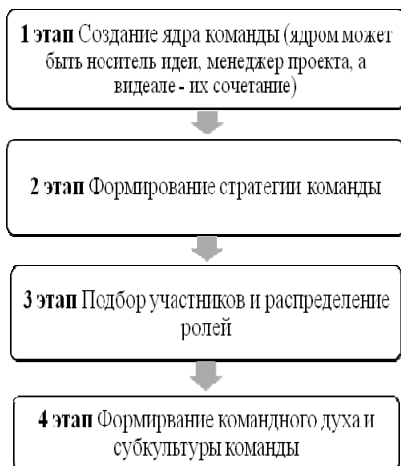 1 этап Создание ядра команды (ядром может
быть носитель идеи, менеджер проекта, а
видеале - их сочетание)
2 этап Формирование стратегии команды
3 этап Подбор участников и распределение
ролей
4 этап Формирвание командного духа и
субкультуры команды